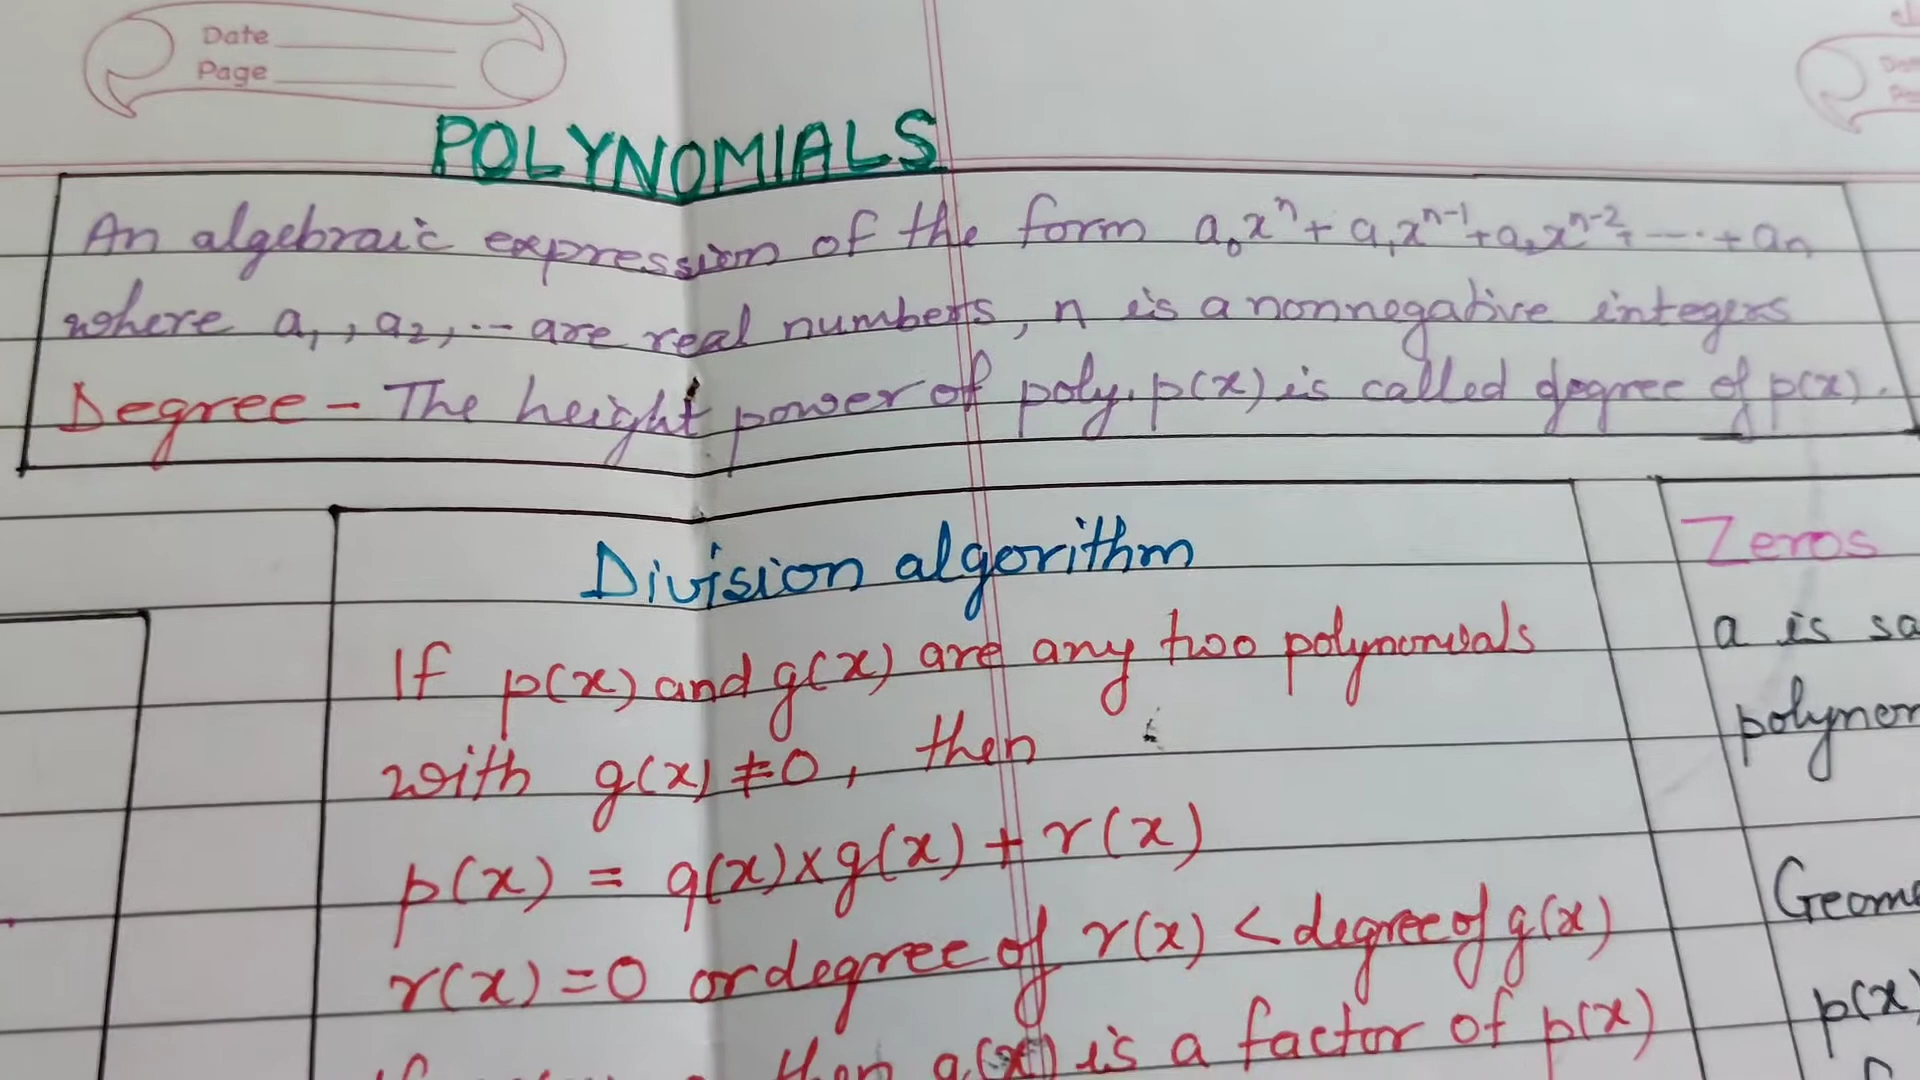 Date
Page
POLYNOMIALS
An algebraic expression of the form a₀xⁿ + a₁xⁿ⁻¹ + a₂xⁿ⁻² + --- + aₙ
where a₁, a₂, --- are real numbers, n is a nonnegative integers
Degree - The height power of poly. p(x) is called degree of p(x).
Division algorithm
If p(x) and g(x) are any two polynomials
with g(x) ≠ 0, then
p(x) = q(x) x g(x) + r(x)
r(x) = 0 or degree of r(x) < degree of g(x)
then g(x) is a factor of p(x)
Zeros
a is
p(x)